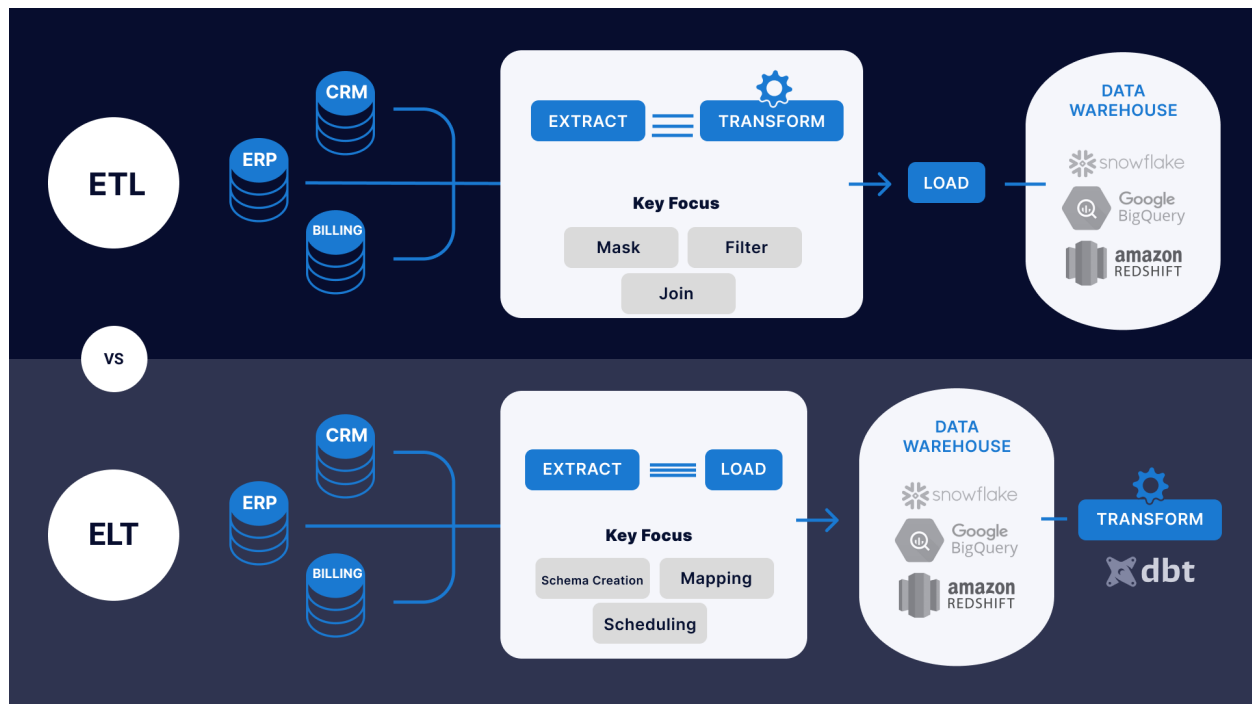 ETL
CRM
ERP
BILLING
EXTRACT
TRANSFORM
Key Focus
Mask
Filter
Join
LOAD
DATA
WAREHOUSE
snowflake
Google
BigQuery
amazon
REDSHIFT
VS
ELT
CRM
ERP
BILLING
EXTRACT
LOAD
Key Focus
Schema Creation
Mapping
Scheduling
DATA
WAREHOUSE
snowflake
Google
BigQuery
amazon
REDSHIFT
TRANSFORM
dbt